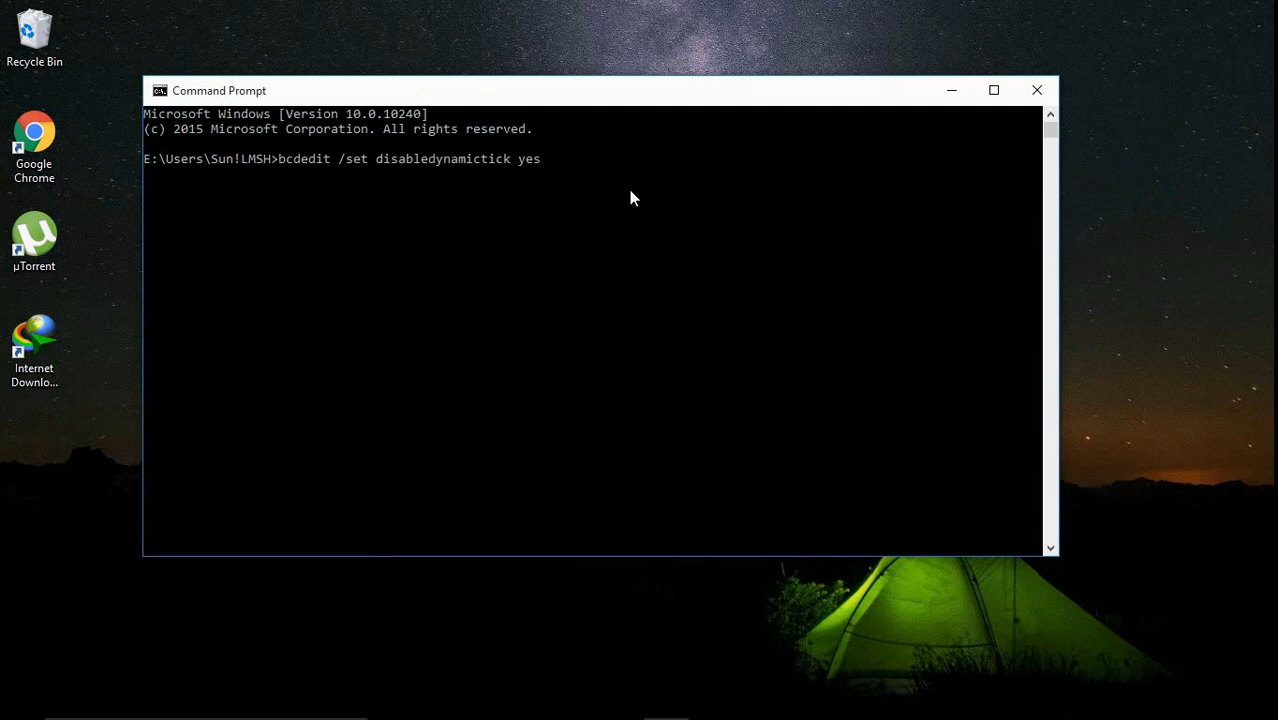 Recycle Bin
Google
Chrome
µTorrent
Internet
Downlo...
Command Prompt
Microsoft Windows [Version 10.0.10240]
(c) 2015 Microsoft Corporation. All rights reserved.
E:\Users\Sun!LMSH>bcdedit /set disabledynamictick yes